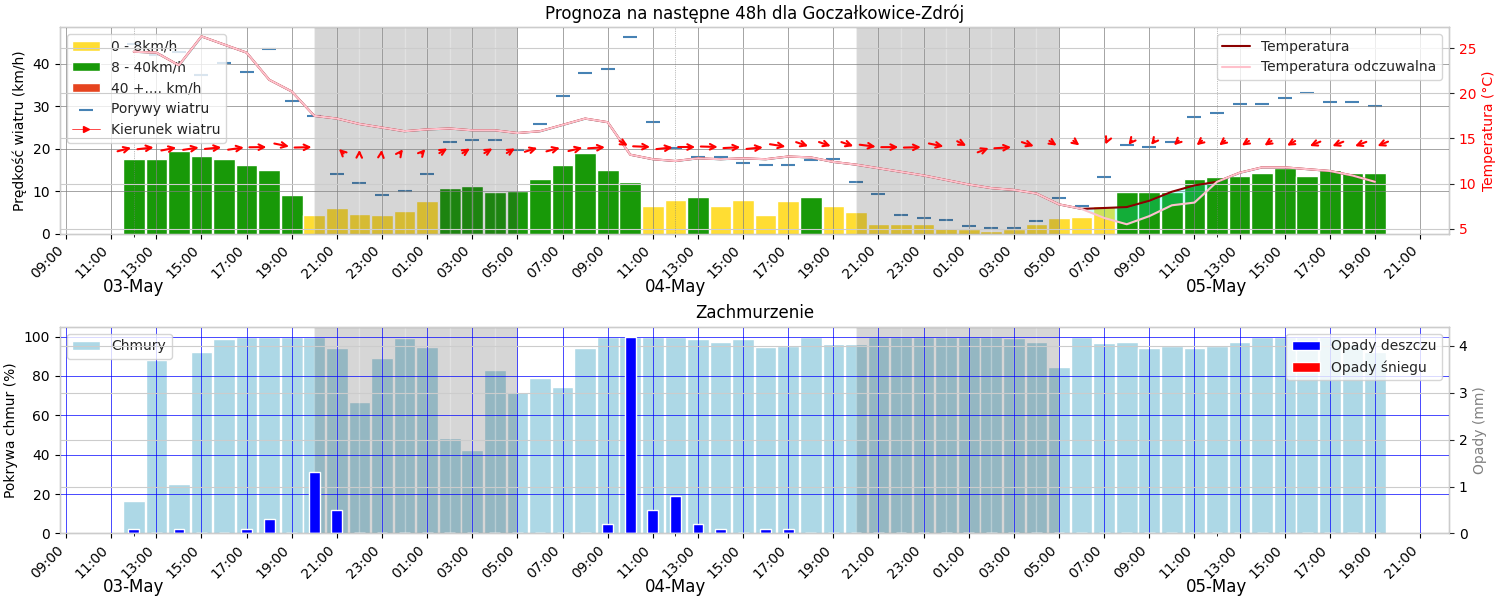 Prognoza na następne 48h dla Goczałkowice-Zdrój
Prędkość wiatru (km/h)
40
30
20
10
0
0 - 8km/h
8 - 40km/h
40 +.... km/h
Porywy wiatru
Kierunek wiatru
Temperatura
Temperatura odczuwalna
25
20
15
10
5
Temperatura (°C)
09:00 11:00 13:00 15:00 17:00 19:00 21:00 23:00 01:00 03:00 05:00 07:00 09:00 11:00 13:00 15:00 17:00 19:00 21:00 23:00 01:00 03:00 05:00 07:00 09:00 11:00 13:00 15:00 17:00 19:00 21:00
03-May 04-May 05-May
Zachmurzenie
Pokrywa chmur (%)
100
80
60
40
20
0
Chmury
Opady deszczu
Opady śniegu
4
3
2
1
0
Opady (mm)
09:00 11:00 13:00 15:00 17:00 19:00 21:00 23:00 01:00 03:00 05:00 07:00 09:00 11:00 13:00 15:00 17:00 19:00 21:00 23:00 01:00 03:00 05:00 07:00 09:00 11:00 13:00 15:00 17:00 19:00 21:00
03-May 04-May 05-May